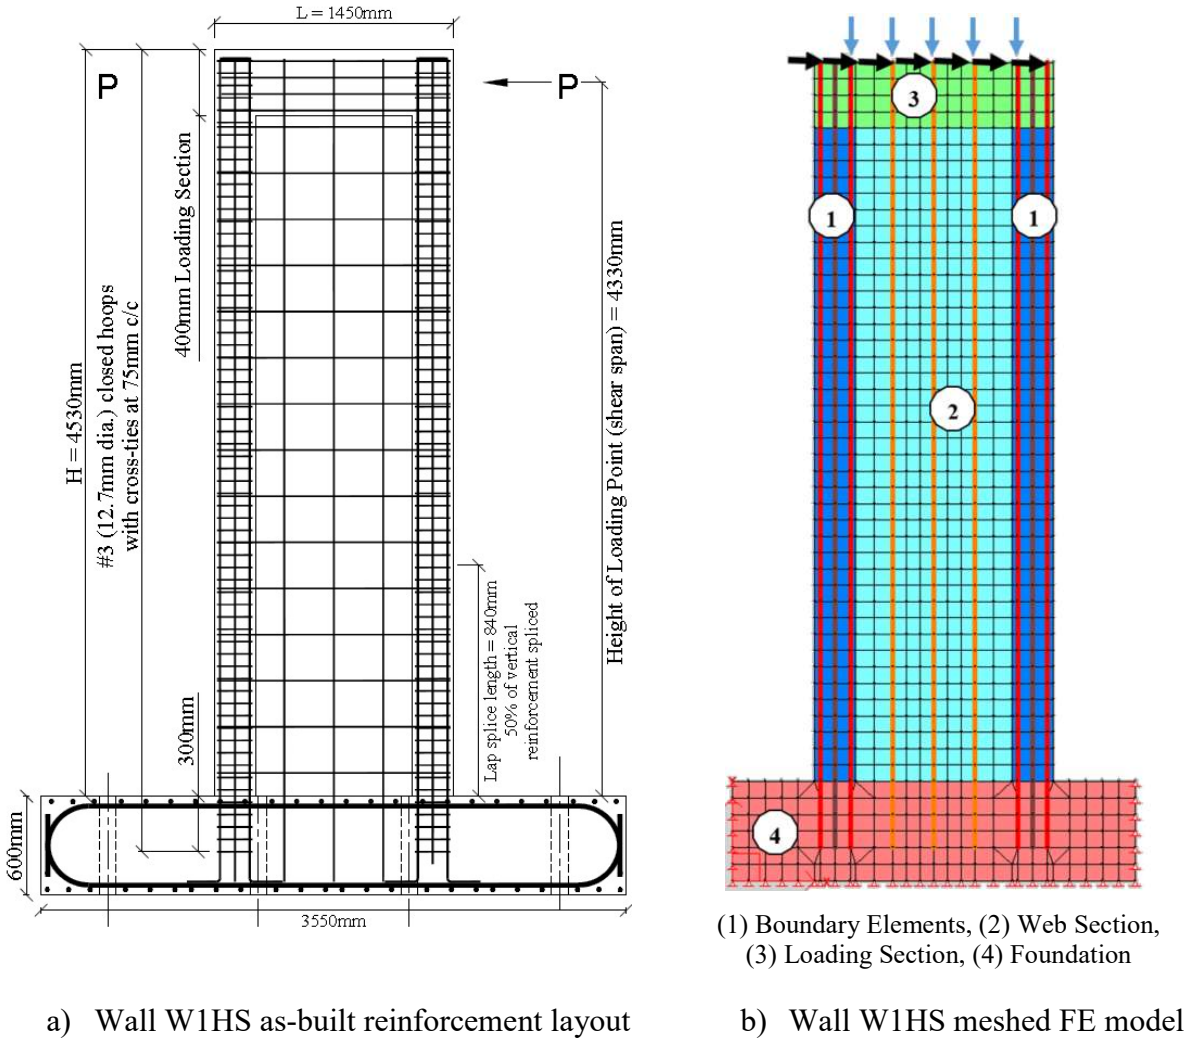 L = 1450mm
P
P
400mm Loading Section
H = 4530mm
#3 (12.7mm dia.) closed hoops
with cross-ties at 75mm c/c
Height of Loading Point (shear span) = 4330mm
Lap splice length = 840mm
50% of vertical
reinforcement spliced
300mm
600mm
3550mm
3
1
1
2
4
(1) Boundary Elements, (2) Web Section,
(3) Loading Section, (4) Foundation
a) Wall W1HS as-built reinforcement layout
b) Wall W1HS meshed FE model